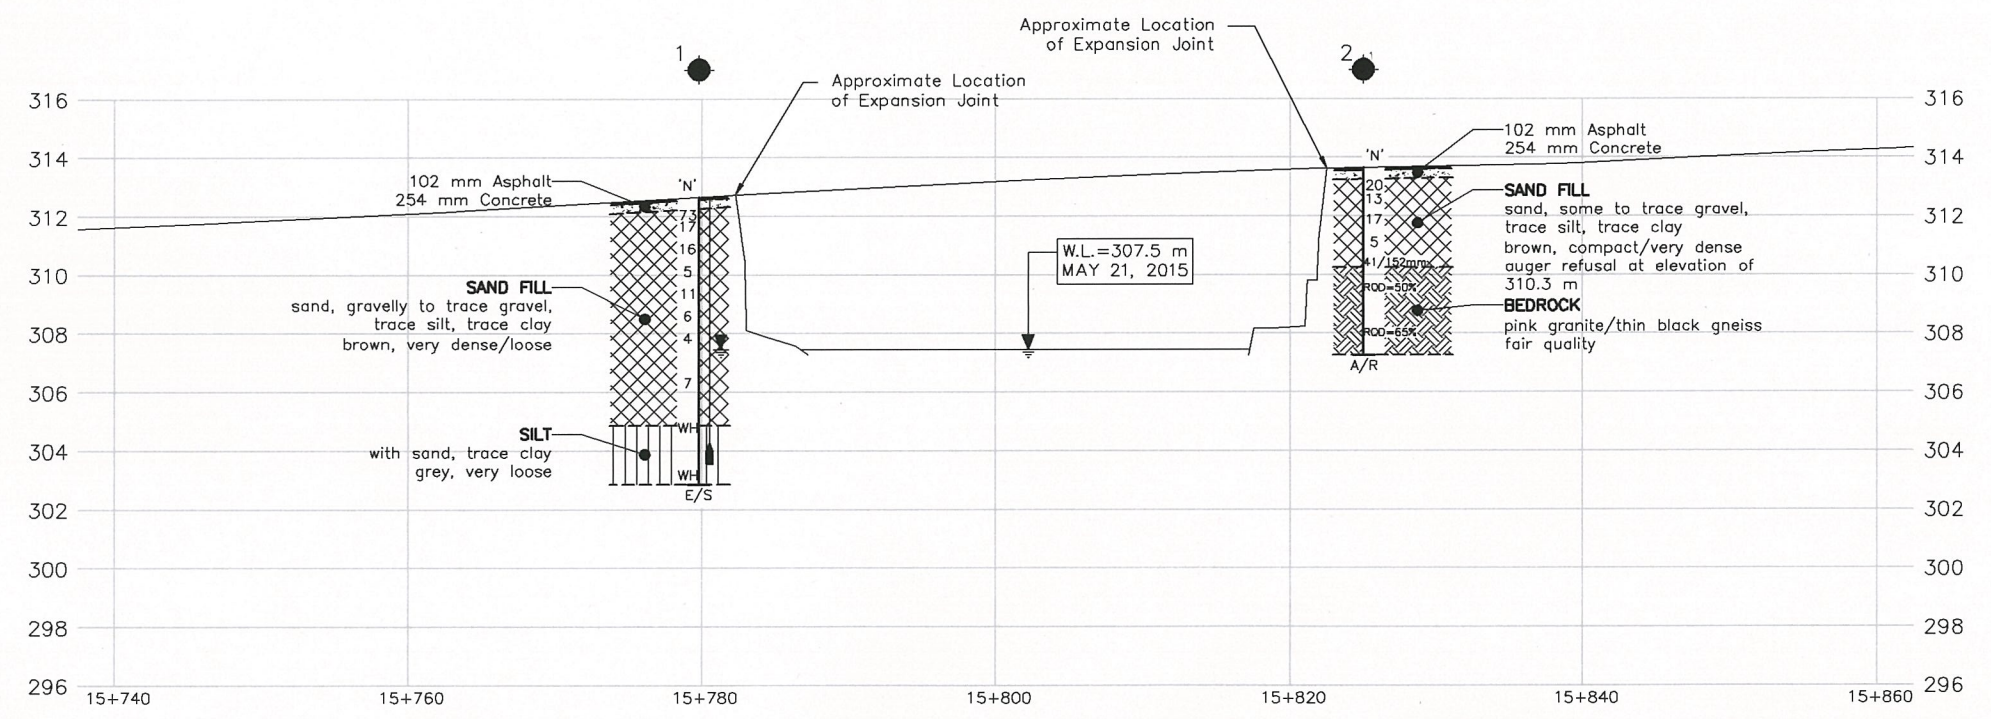 Approximate Location
of Expansion Joint
1
2
Approximate Location
of Expansion Joint
316
316
102 mm Asphalt
254 mm Concrete
314
314
'N'
'N'
102 mm Asphalt
254 mm Concrete
312
312
73
17
16
5
11
6
4
7
WH
WH
E/S
20
13
17
5
41/152mm
RQD=50%
RQD=65%
A/R
SAND FILL
sand, some to trace gravel,
trace silt, trace clay
brown, compact/very dense
auger refusal at elevation of
310.3 m
BEDROCK
pink granite/thin black gneiss
fair quality
W.L.=307.5 m
MAY 21, 2015
310
310
SAND FILL
sand, gravelly to trace gravel,
trace silt, trace clay
brown, very dense/loose
308
308
306
306
SILT
with sand, trace clay
grey, very loose
304
304
302
302
300
300
298
298
296
296
15+740
15+760
15+780
15+800
15+820
15+840
15+860